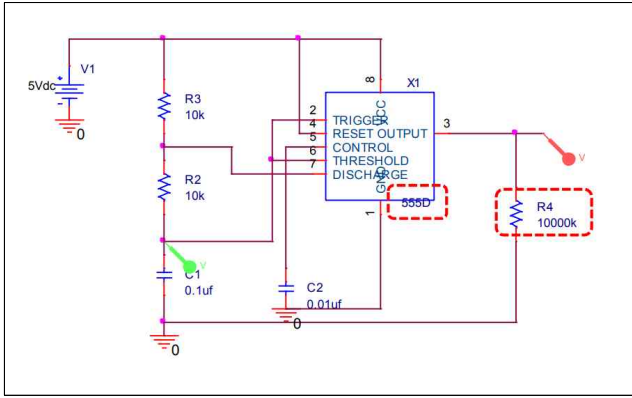 V1
5Vdc
0
R3
10k
R2
10k
C1
0.1uf
0
C2
0.01uf
0
X1
8
VCC
2
TRIGGER
4
RESET OUTPUT
3
5
CONTROL
6
THRESHOLD
7
DISCHARGE
GND
1
555D
R4
10000k
V
V